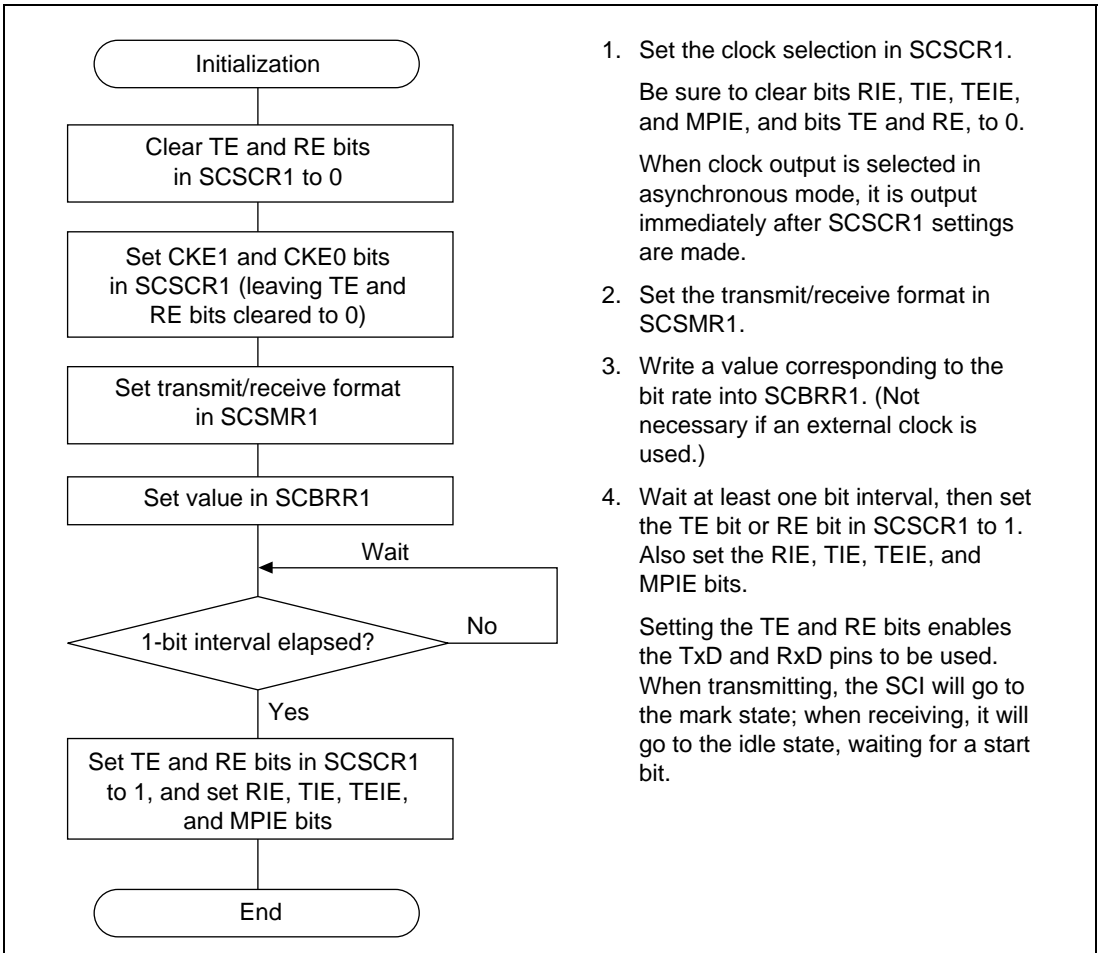 Initialization
Clear TE and RE bits
in SCSCR1 to 0
Set CKE1 and CKE0 bits
in SCSCR1 (leaving TE and
RE bits cleared to 0)
Set transmit/receive format
in SCSMR1
Set value in SCBRR1
Wait
1-bit interval elapsed?
No
Yes
Set TE and RE bits in SCSCR1
to 1, and set RIE, TIE, TEIE,
and MPIE bits
End
1. Set the clock selection in SCSCR1.
Be sure to clear bits RIE, TIE, TEIE,
and MPIE, and bits TE and RE, to 0.
When clock output is selected in
asynchronous mode, it is output
immediately after SCSCR1 settings
are made.
2. Set the transmit/receive format in
SCSMR1.
3. Write a value corresponding to the
bit rate into SCBRR1. (Not
necessary if an external clock is
used.)
4. Wait at least one bit interval, then set
the TE bit or RE bit in SCSCR1 to 1.
Also set the RIE, TIE, TEIE, and
MPIE bits.
Setting the TE and RE bits enables
the TxD and RxD pins to be used.
When transmitting, the SCI will go to
the mark state; when receiving, it will
go to the idle state, waiting for a start
bit.